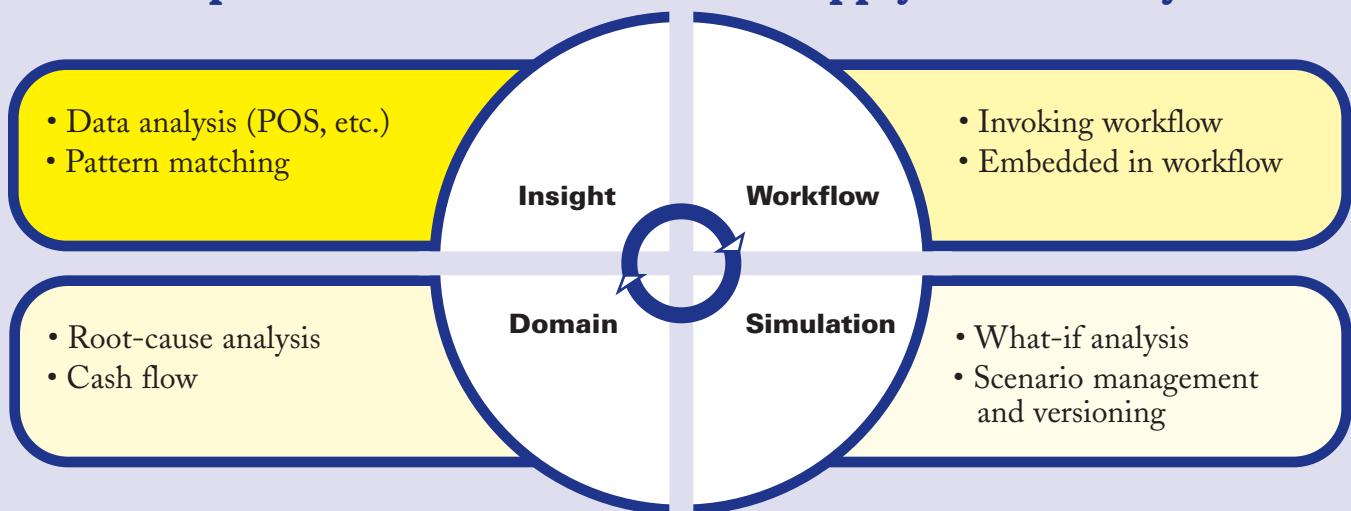 • Data analysis (POS, etc.)
• Pattern matching
Insight
Workflow
• Invoking workflow
• Embedded in workflow
• Root-cause analysis
• Cash flow
Domain
Simulation
• What-if analysis
• Scenario management
and versioning